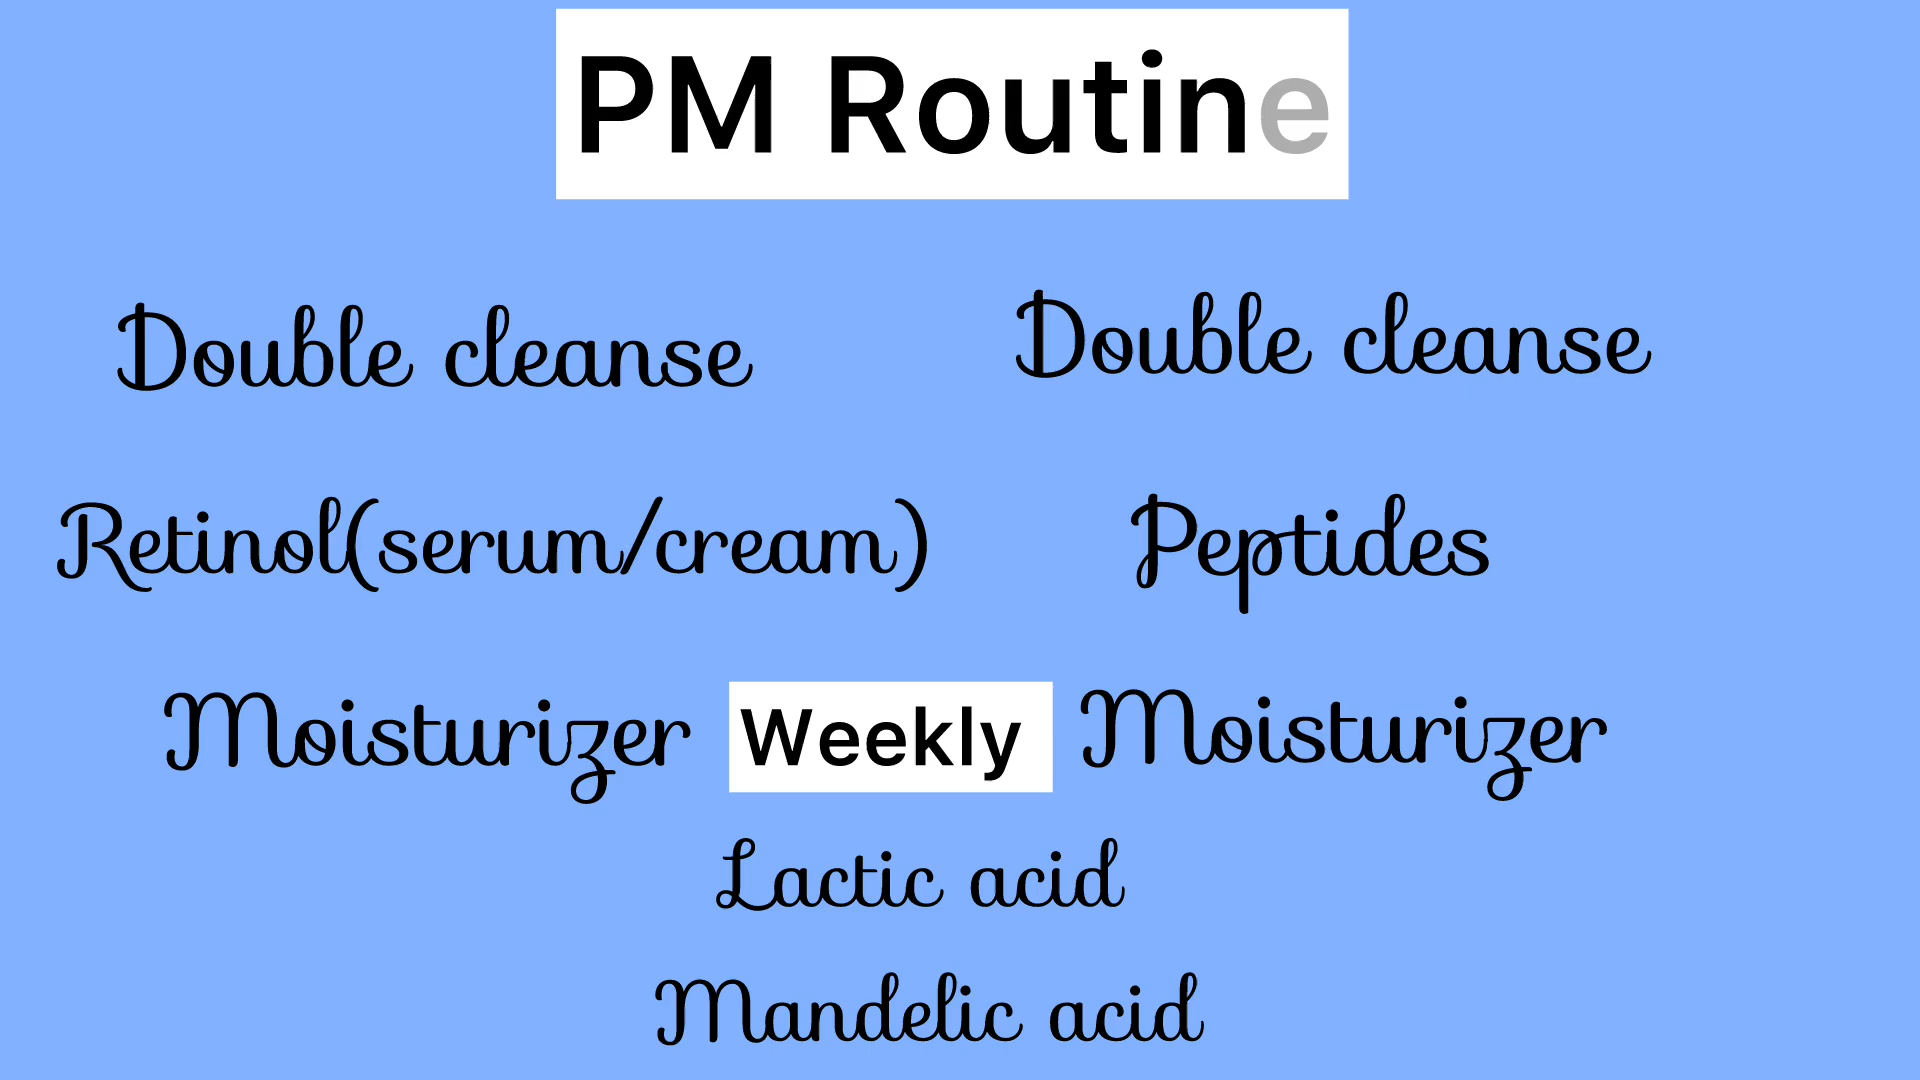 PM Routine
Double cleanse
Double cleanse
Retinol(serum/cream)
Peptides
Moisturizer
Weekly
Moisturizer
Lactic acid
Mandelic acid